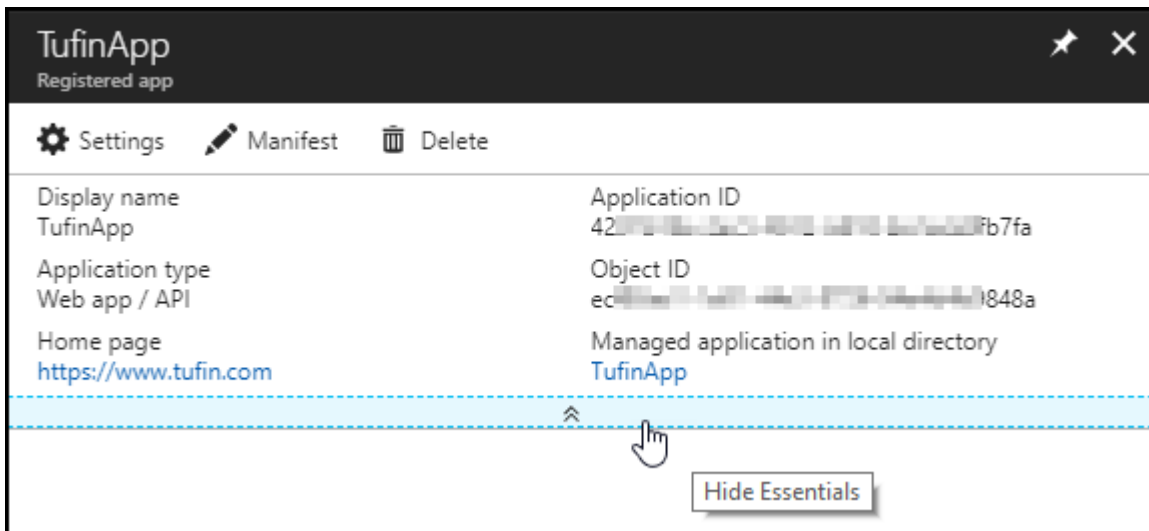 TufinApp
Registered app
Settings Manifest Delete
Display name
TufinApp
Application ID
Application type
Web app / API
Object ID
Home page
https://www.tufin.com
Managed application in local directory
TufinApp
Hide Essentials